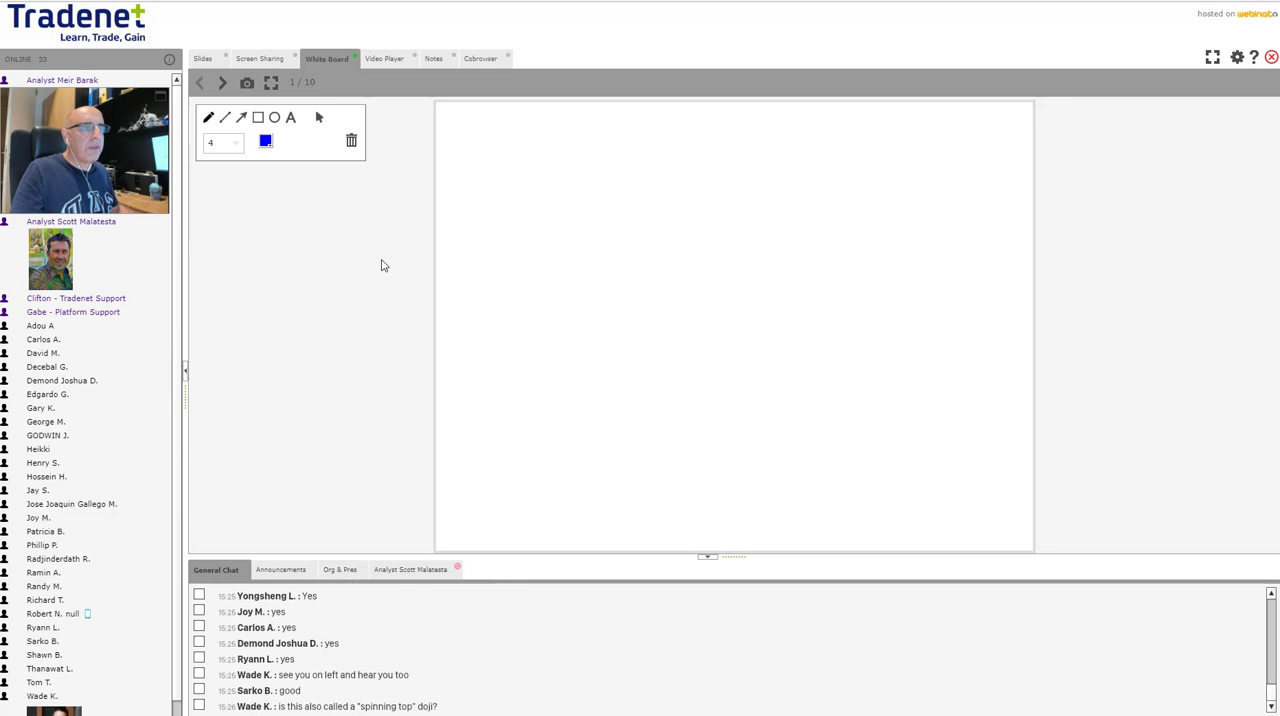 Tradenet
Learn, Trade, Gain
hosted on webinato
ONLINE 33
Slides
Screen Sharing
White Board
Video Player
Notes
Cobrowser
1 / 10
4
Analyst Meir Barak
Analyst Scott Malatesta
Clifton - Tradenet Support
Gabe - Platform Support
Adou A
Carlos A.
David M.
Decebal G.
Demond Joshua D.
Edgardo G.
Gary K.
George M.
GODWIN J.
Heikki
Henry S.
Hossein H.
Jay S.
Jose Joaquin Gallego M.
Joy M.
Patricia B.
Phillip P.
Radjinderdath R.
Ramin A.
Randy M.
Richard T.
Robert N. null
Ryann L.
Sarko B.
Shawn B.
Thanawat L.
Tom T.
Wade K.
General Chat
Announcements
Org & Pres
Analyst Scott Malatesta
15:25 Yongsheng L. : Yes
15:25 Joy M. : yes
15:25 Carlos A. : yes
15:25 Demond Joshua D. : yes
15:25 Ryann L. : yes
15:25 Wade K. : see you on left and hear you too
15:25 Sarko B. : good
15:26 Wade K. : is this also called a "spinning top" doji?